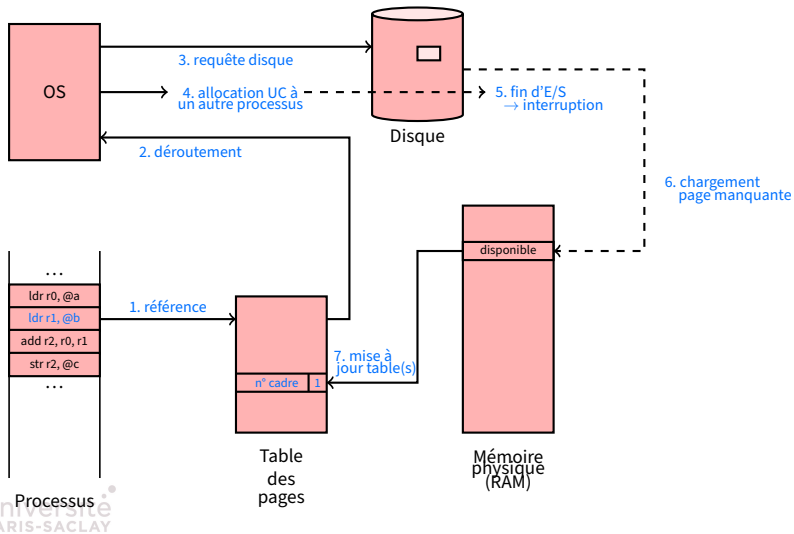 3. requête disque
OS
4. allocation UC à
un autre processus
5. fin d'E/S
→ interruption
Disque
2. déroutement
6. chargement
page manquante
disponible
...
ldr r0, @a
ldr r1, @b
add r2, r0, r1
str r2, @c
...
1. référence
7. mise à
jour table(s)
n° cadre 1
Table
des
pages
Mémoire
physique
(RAM)
Processus
université
PARIS-SACLAY